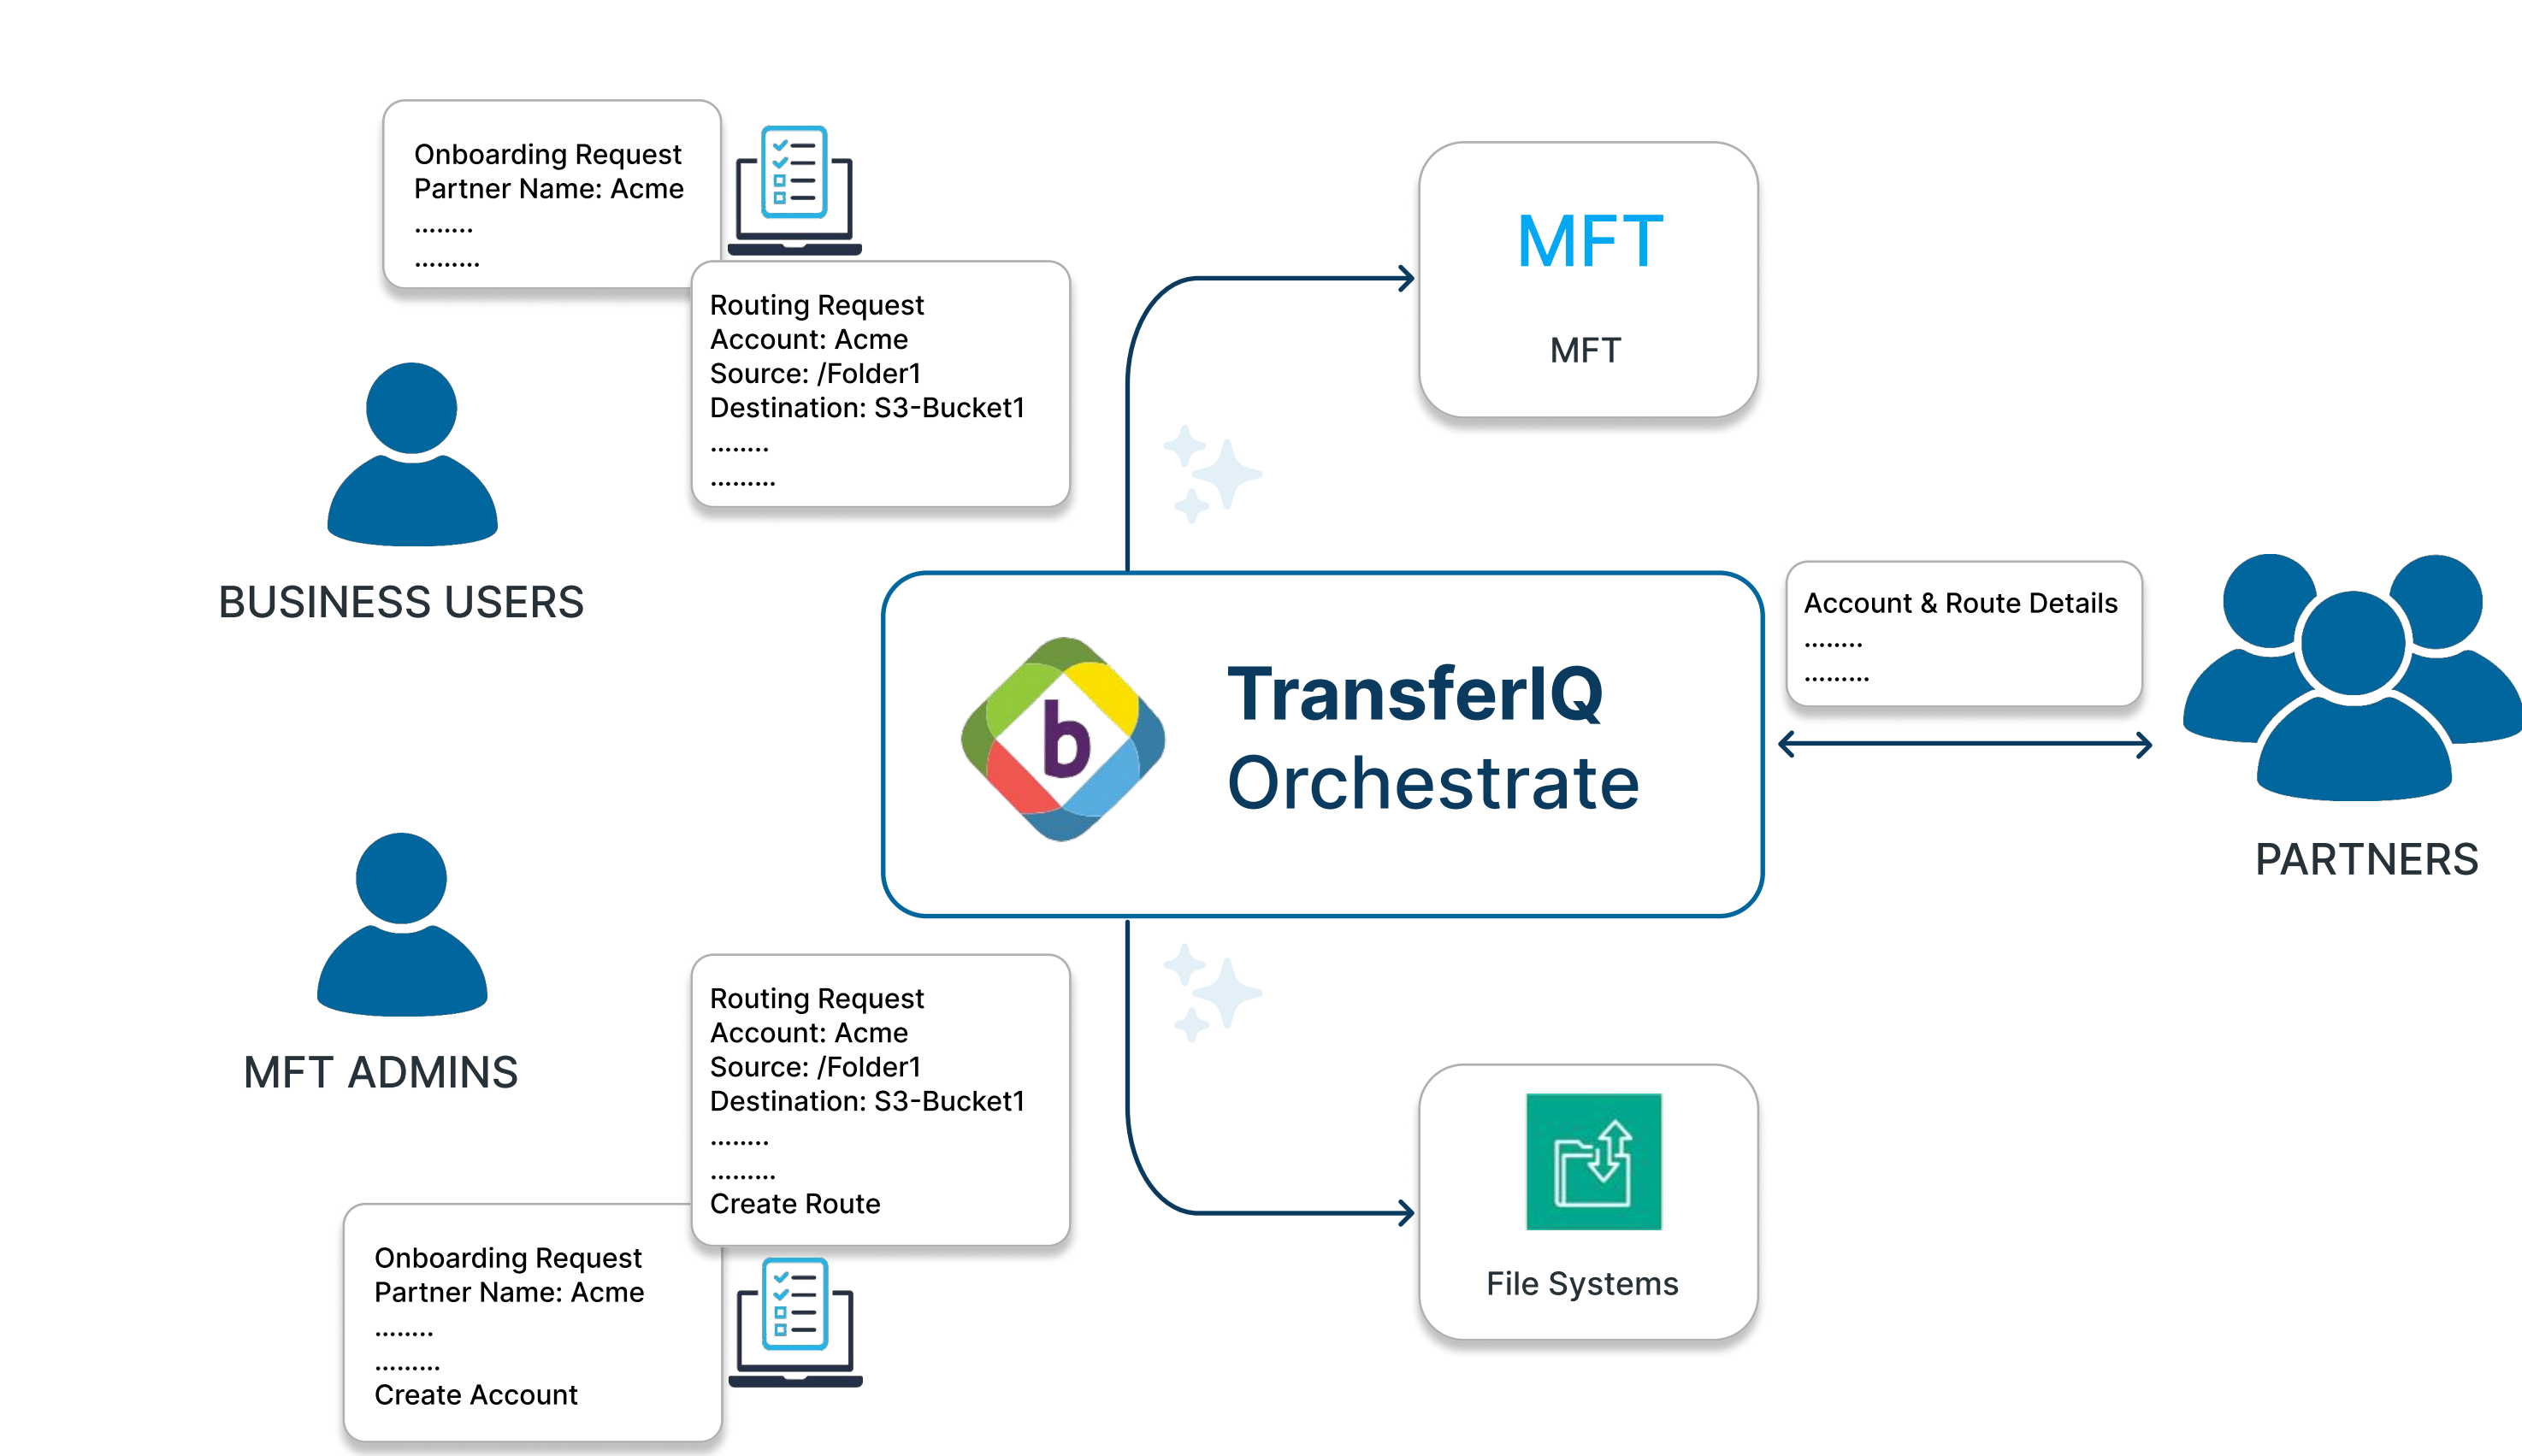 Onboarding Request
Partner Name: Acme
........
.........
Routing Request
Account: Acme
Source: /Folder1
Destination: S3-Bucket1
........
.........
BUSINESS USERS
MFT
MFT
b
TransferIQ
Orchestrate
Account & Route Details
........
.........
PARTNERS
MFT ADMINS
Routing Request
Account: Acme
Source: /Folder1
Destination: S3-Bucket1
........
.........
Create Route
Onboarding Request
Partner Name: Acme
........
.........
Create Account
File Systems